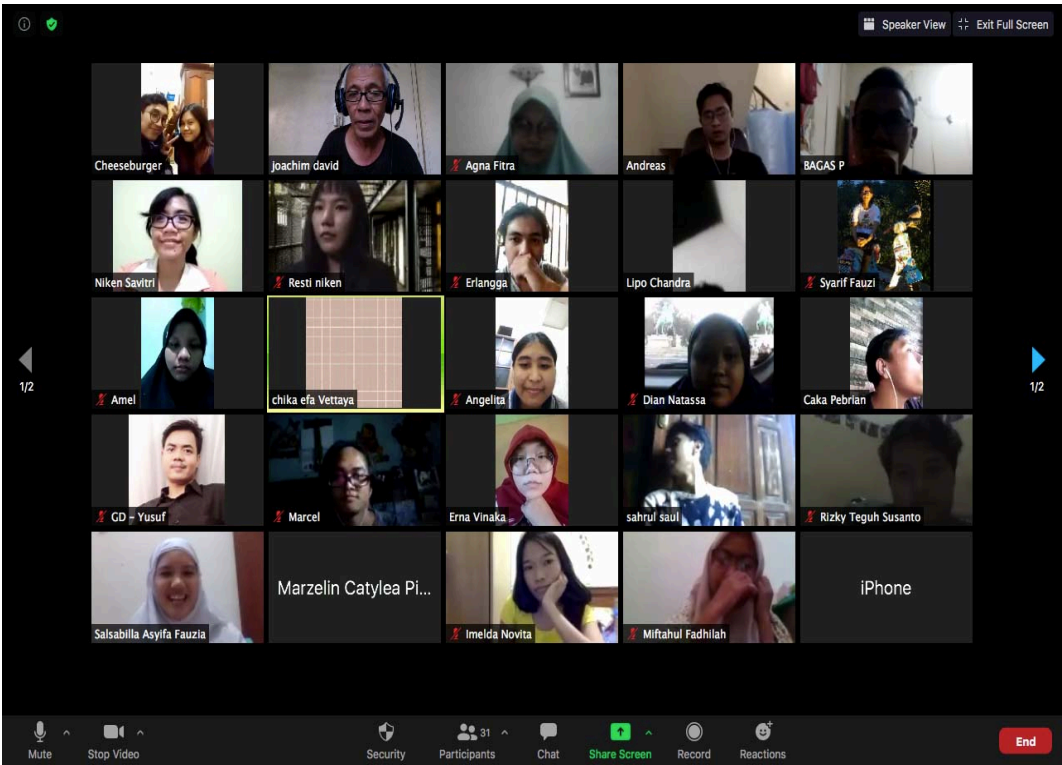 Speaker View
Exit Full Screen
Cheeseburger
joachim david
Agna Fitra
Andreas
BAGAS P
Niken Savitri
Resti niken
Erlangga
Lipo Chandra
Syarif Fauzi
1/2
1/2
Amel
chika efa Vettaya
Angelita
Dian Natassa
Caka Pebrian
GD - Yusuf
Marcel
Erna Vinaka
sahrul saul
Rizky Teguh Susanto
Salsabilla Asyifa Fauzia
Marzelin Catylea Pi...
Imelda Novita
Miftahul Fadhilah
iPhone
Mute
Stop Video
Security
Participants
31
Chat
Share Screen
Record
Reactions
End